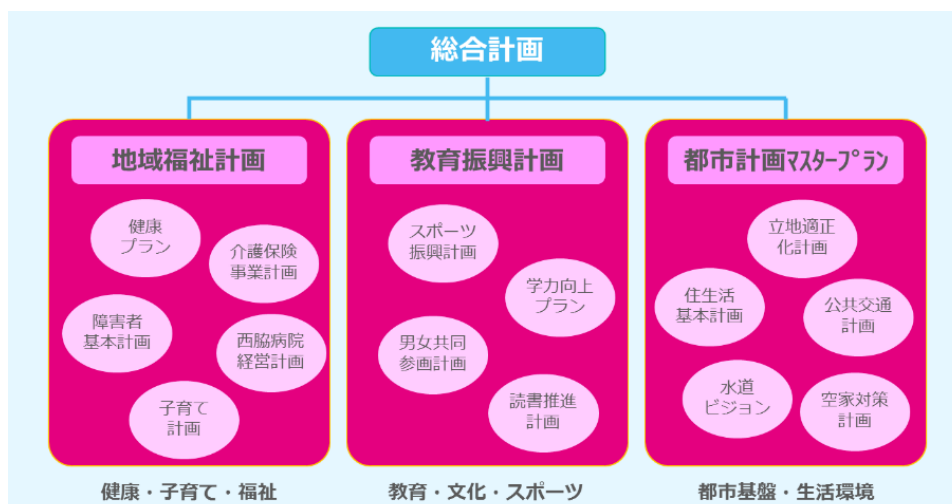 総合計画
地域福祉計画
健康
プラン
介護保険
事業計画
障害者
基本計画
西脇病院
経営計画
子育て
計画
健康・子育て・福祉
教育振興計画
スポーツ
振興計画
学力向上
プラン
男女共同
参画計画
読書推進
計画
教育・文化・スポーツ
都市計画ﾏｽﾀｰﾌﾟﾗﾝ
立地適正
化計画
住生活
基本計画
公共交通
計画
水道
ビジョン
空家対策
計画
都市基盤・生活環境